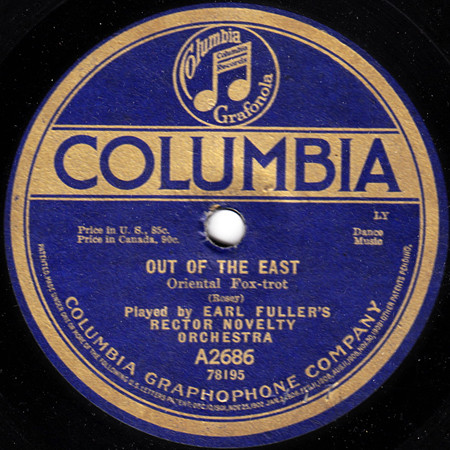 Columbia
Columbia
Records
Grafonola
COLUMBIA
Price in U. S., 85c.
Price in Canada, 90c.
LY
Dance
Music
OUT OF THE EAST
Oriental Fox-trot
(Rosey)
Played by EARL FULLER'S
RECTOR NOVELTY
ORCHESTRA
A2686
78195
COLUMBIA GRAPHOPHONE COMPANY